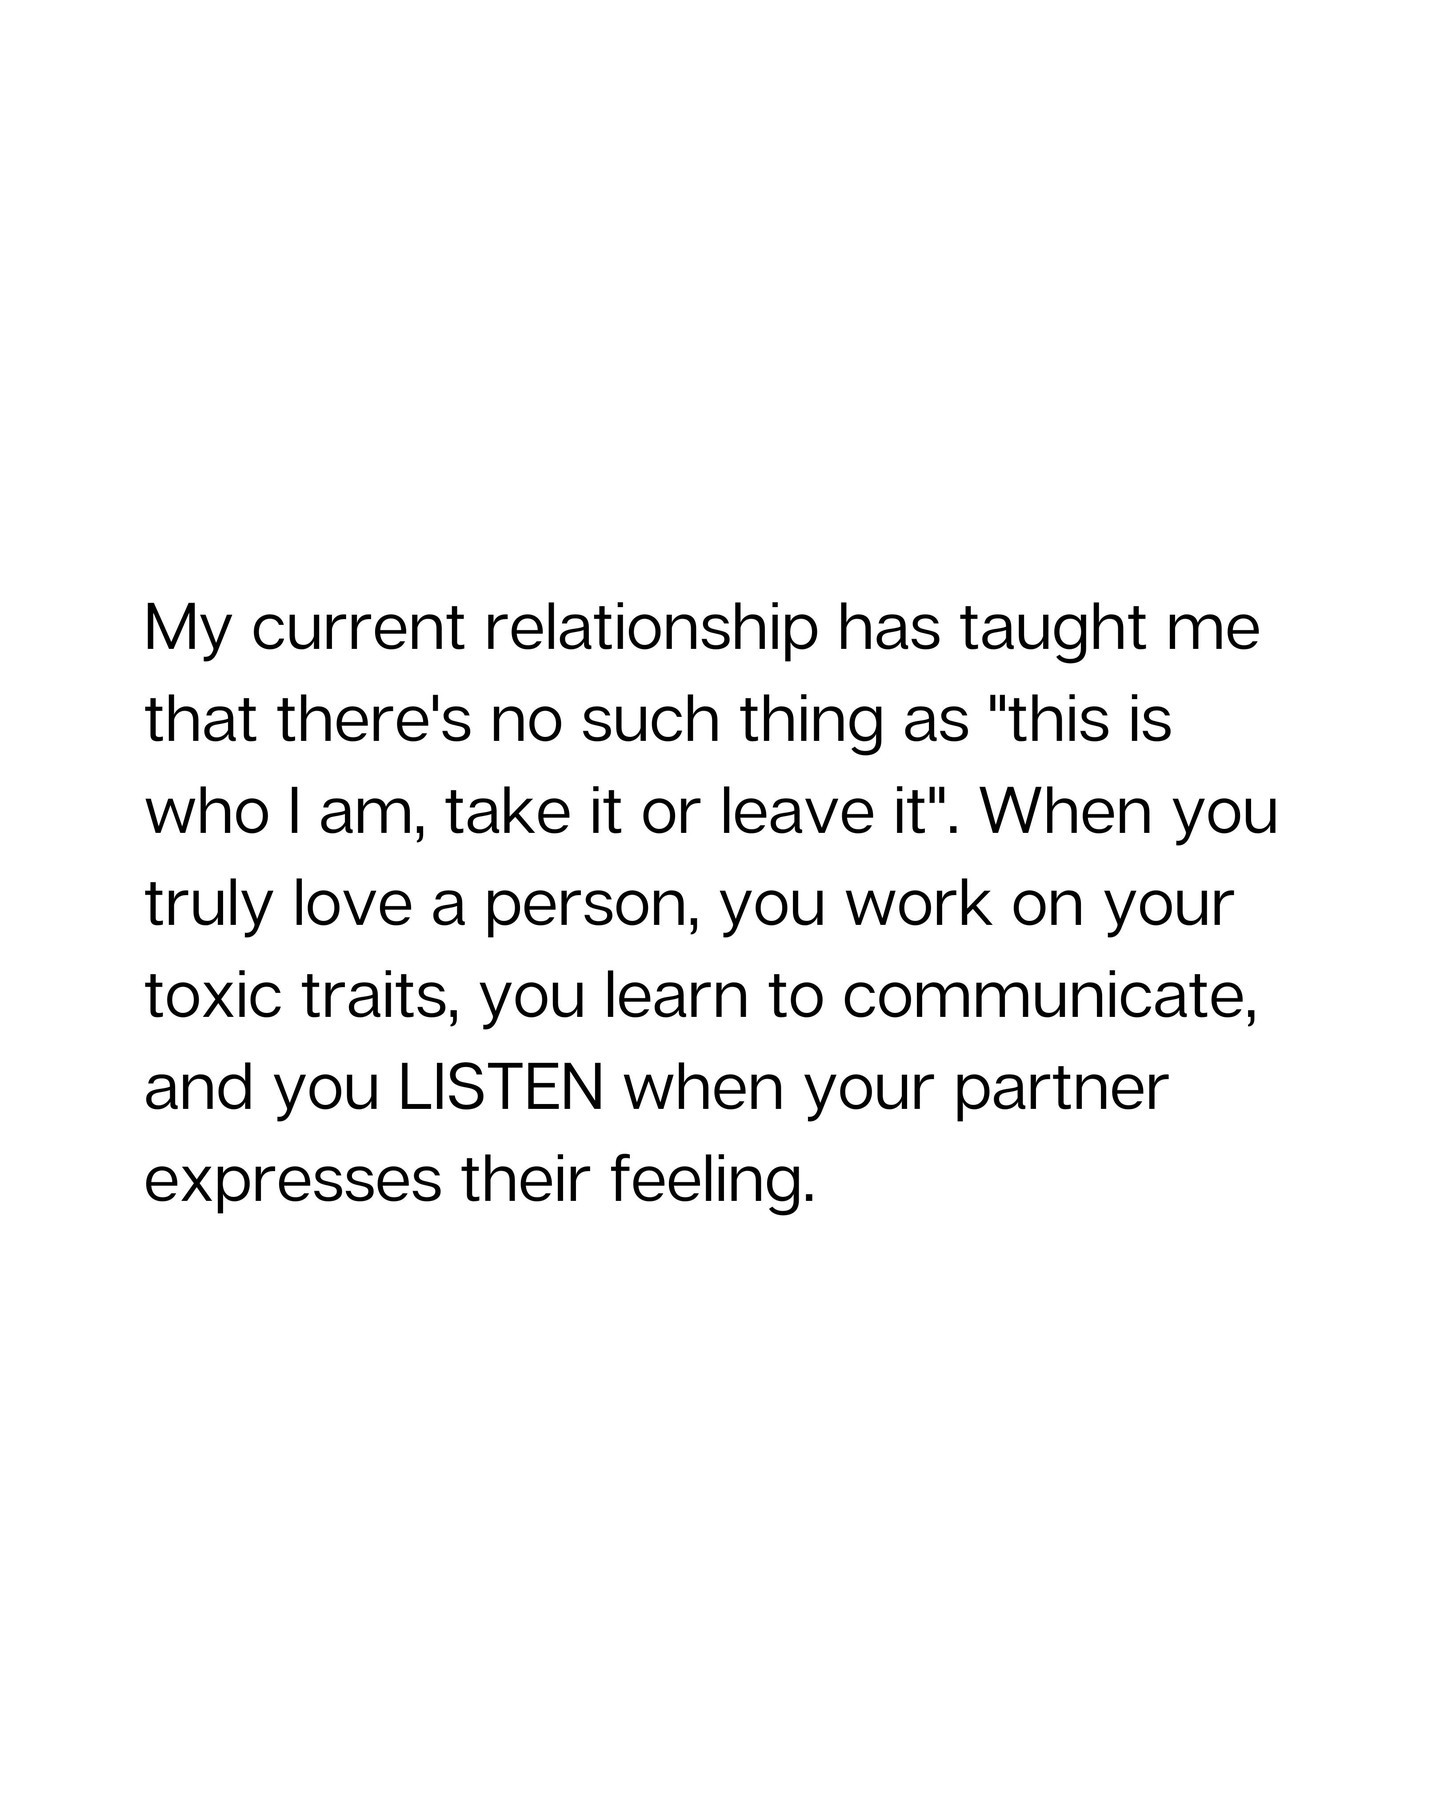 My current relationship has taught me
that there's no such thing as "this is
who I am, take it or leave it". When you
truly love a person, you work on your
toxic traits, you learn to communicate,
and you LISTEN when your partner
expresses their feeling.